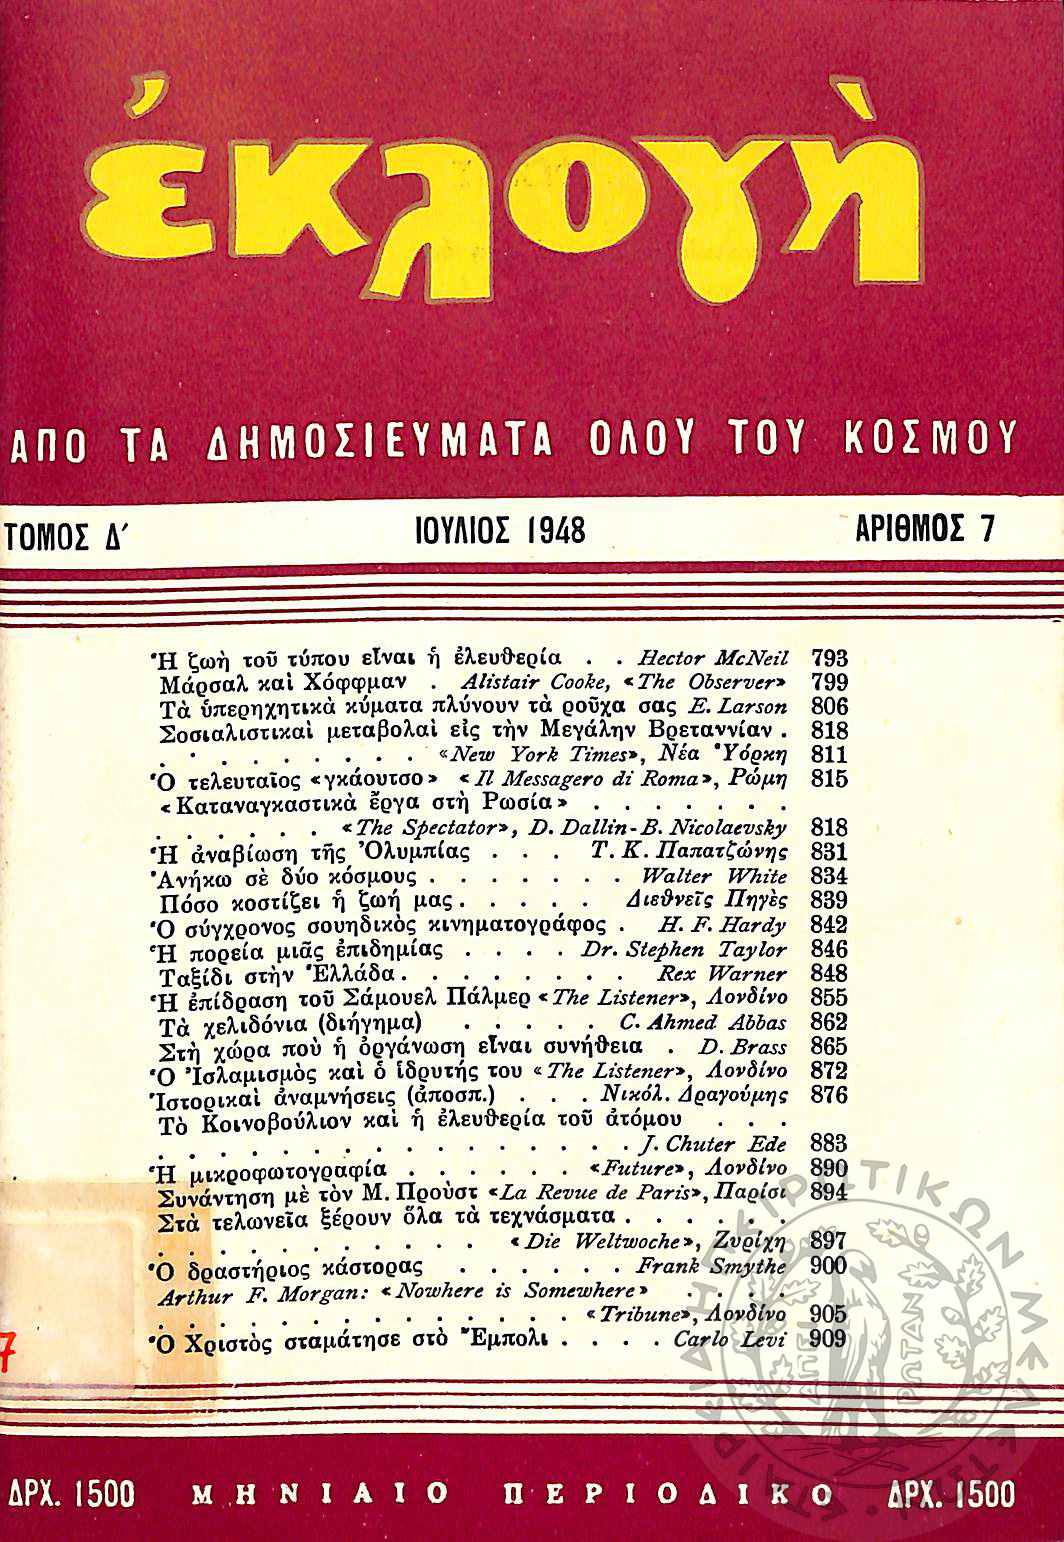 ἐκλογὴ
ΑΠΟ ΤΑ ΔΗΜΟΣΙΕΥΜΑΤΑ ΟΛΟΥ ΤΟΥ ΚΟΣΜΟΥ
ΤΟΜΟΣ Δ′ ΙΟΥΛΙΟΣ 1948 ΑΡΙΘΜΟΣ 7
Ἡ ζωὴ τοῦ τύπου εἶναι ἡ ἐλευθερία . . Hector McNeil 793
Μάρσαλ καὶ Χόφφμαν . Alistair Cooke, «The Observer» 799
Τὰ ὑπερηχητικὰ κύματα πλύνουν τὰ ροῦχα σας E. Larson 806
Σοσιαλιστικαὶ μεταβολαὶ εἰς τὴν Μεγάλην Βρεταννίαν . 818
. . . . . . . . . «New York Times», Νέα Ὑόρκη 811
Ὁ τελευταῖος «γκάουτσο» «Il Messagero di Roma», Ρώμη 815
«Καταναγκαστικὰ ἔργα στὴ Ρωσία» . . . . . . .
. . . . . . «The Spectator», D. Dallin-B. Nicolaevsky 818
Ἡ ἀναβίωση τῆς Ὀλυμπίας . . . Τ. Κ. Παπατζώνης 831
Ἀνήκω σὲ δύο κόσμους . . . . . . . Walter White 834
Πόσο κοστίζει ἡ ζωή μας . . . . . Διεθνεῖς Πηγὲς 839
Ὁ σύγχρονος σουηδικὸς κινηματογράφος . H. F. Hardy 842
Ἡ πορεία μιᾶς ἐπιδημίας . . . . Dr. Stephen Taylor 846
Ταξίδι στὴν Ἑλλάδα . . . . . . . . Rex Warner 848
Ἡ ἐπίδραση τοῦ Σάμουελ Πάλμερ «The Listener», Λονδίνο 855
Τὰ χελιδόνια (διήγημα) . . . . . C. Ahmed Abbas 862
Στὴ χώρα ποὺ ἡ ὀργάνωση εἶναι συνήθεια . D. Brass 865
Ὁ Ἰσλαμισμὸς καὶ ὁ ἱδρυτής του «The Listener», Λονδίνο 872
Ἱστορικαὶ ἀναμνήσεις (ἀποσπ.) . . . Νικόλ. Δραγούμης 876
Τὸ Κοινοβούλιον καὶ ἡ ἐλευθερία τοῦ ἀτόμου . . .
. . . . . . . . . . . . . . . . J. Chuter Ede 883
Ἡ μικροφωτογραφία . . . . . . «Future», Λονδίνο 890
Συνάντηση μὲ τὸν Μ. Προὺστ «La Revue de Paris», Παρίσι 894
Στὰ τελωνεῖα ξέρουν ὅλα τὰ τεχνάσματα . . . . . .
. . . . . . . . . . . «Die Weltwoche», Ζυρίχη 897
Ὁ δραστήριος κάστορας . . . . . . Frank Smythe 900
Arthur F. Morgan: «Nowhere is Somewhere» . . . .
. . . . . . . . . . . . . . «Tribune», Λονδίνο 905
Ὁ Χριστὸς σταμάτησε στὸ Ἔμπολι . . . . Carlo Levi 909
7
ΔΡΧ. 1500 ΜΗΝΙΑΙΟ ΠΕΡΙΟΔΙΚΟ ΔΡΧ. 1500
ΑΠΕΙ ΡΩΤΑΝ